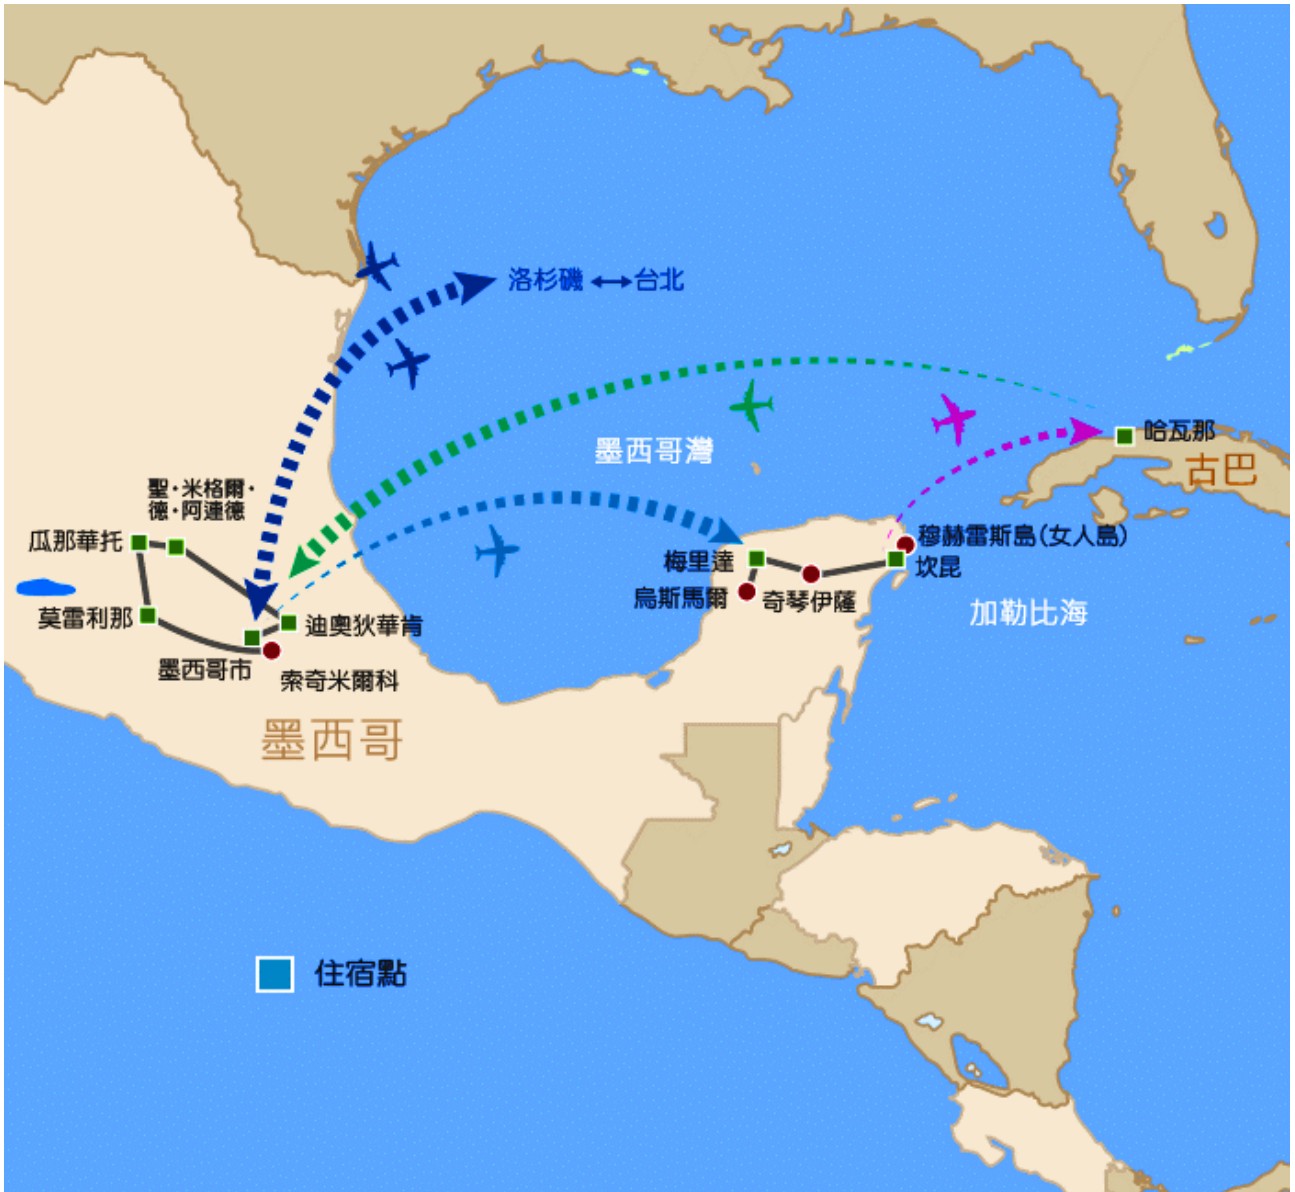 洛杉磯↔台北
墨西哥灣
哈瓦那
古巴
聖·米格爾·
德·阿連德
瓜那華托
穆赫雷斯島(女人島)
梅里達
坎昆
烏斯馬爾
奇琴伊薩
加勒比海
莫雷利那
迪奧狄華肯
墨西哥市
索奇米爾科
墨西哥
住宿點